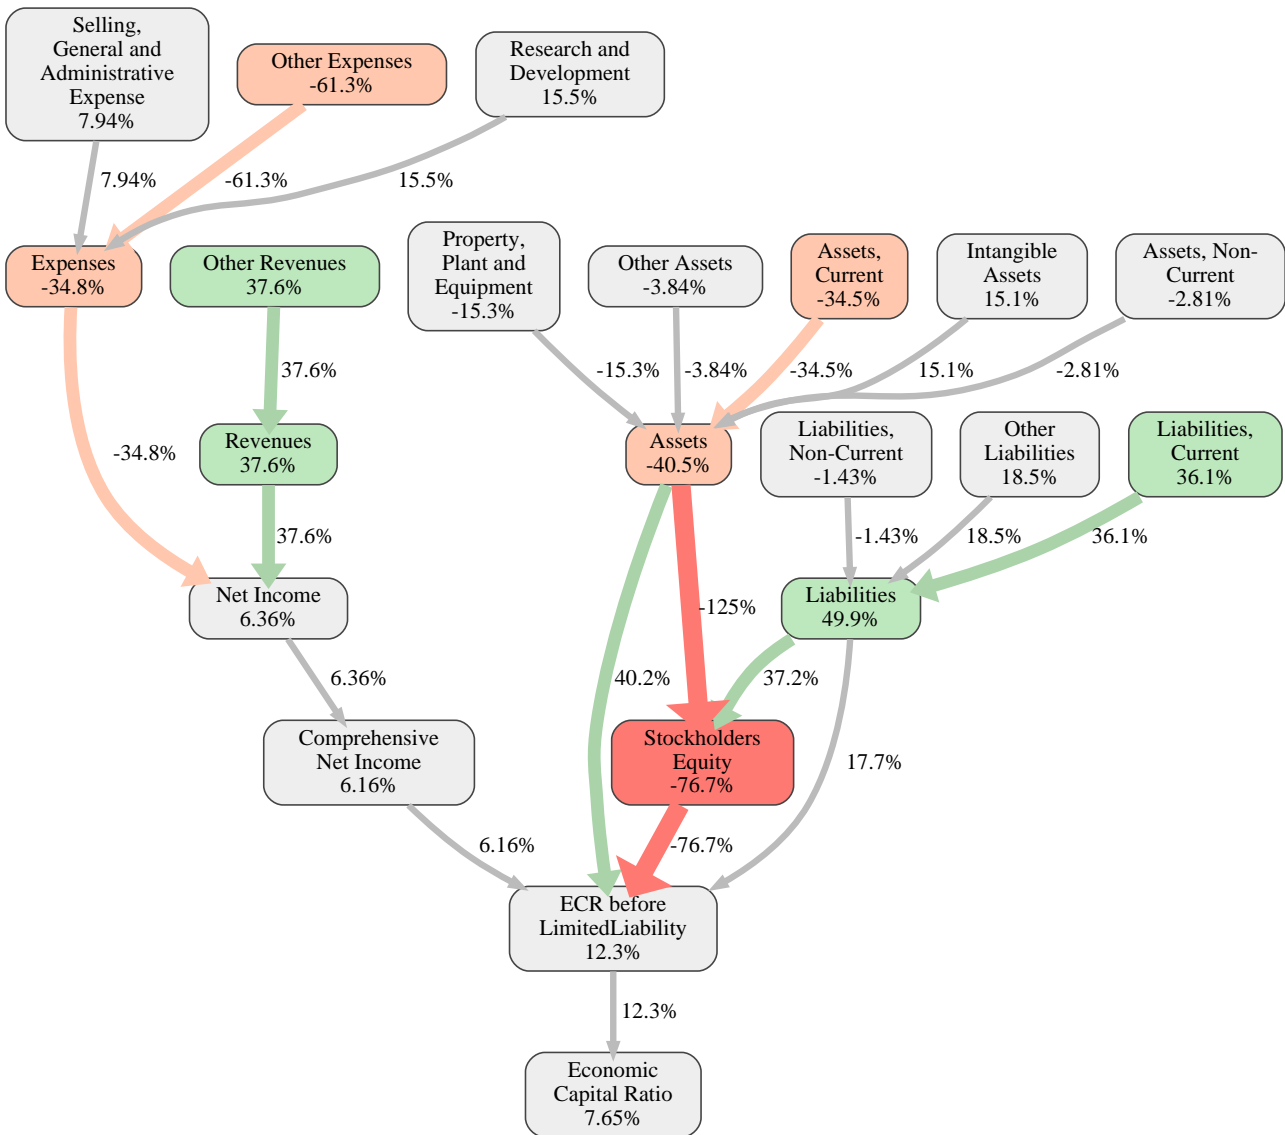 Selling,
General and
Administrative
Expense
7.94%
Other Expenses
-61.3%
Research and
Development
15.5%
7.94%
-61.3%
15.5%
Expenses
-34.8%
Other Revenues
37.6%
Property,
Plant and
Equipment
-15.3%
Other Assets
-3.84%
Assets,
Current
-34.5%
Intangible
Assets
15.1%
Assets, Non-
Current
-2.81%
37.6%
-15.3%
-3.84%
-34.5%
15.1%
-2.81%
-34.8%
Revenues
37.6%
Assets
-40.5%
Liabilities,
Non-Current
-1.43%
Other
Liabilities
18.5%
Liabilities,
Current
36.1%
37.6%
-1.43%
18.5%
36.1%
Net Income
6.36%
-125%
Liabilities
49.9%
6.36%
40.2%
37.2%
Comprehensive
Net Income
6.16%
Stockholders
Equity
-76.7%
17.7%
6.16%
-76.7%
ECR before
LimitedLiability
12.3%
12.3%
Economic
Capital Ratio
7.65%